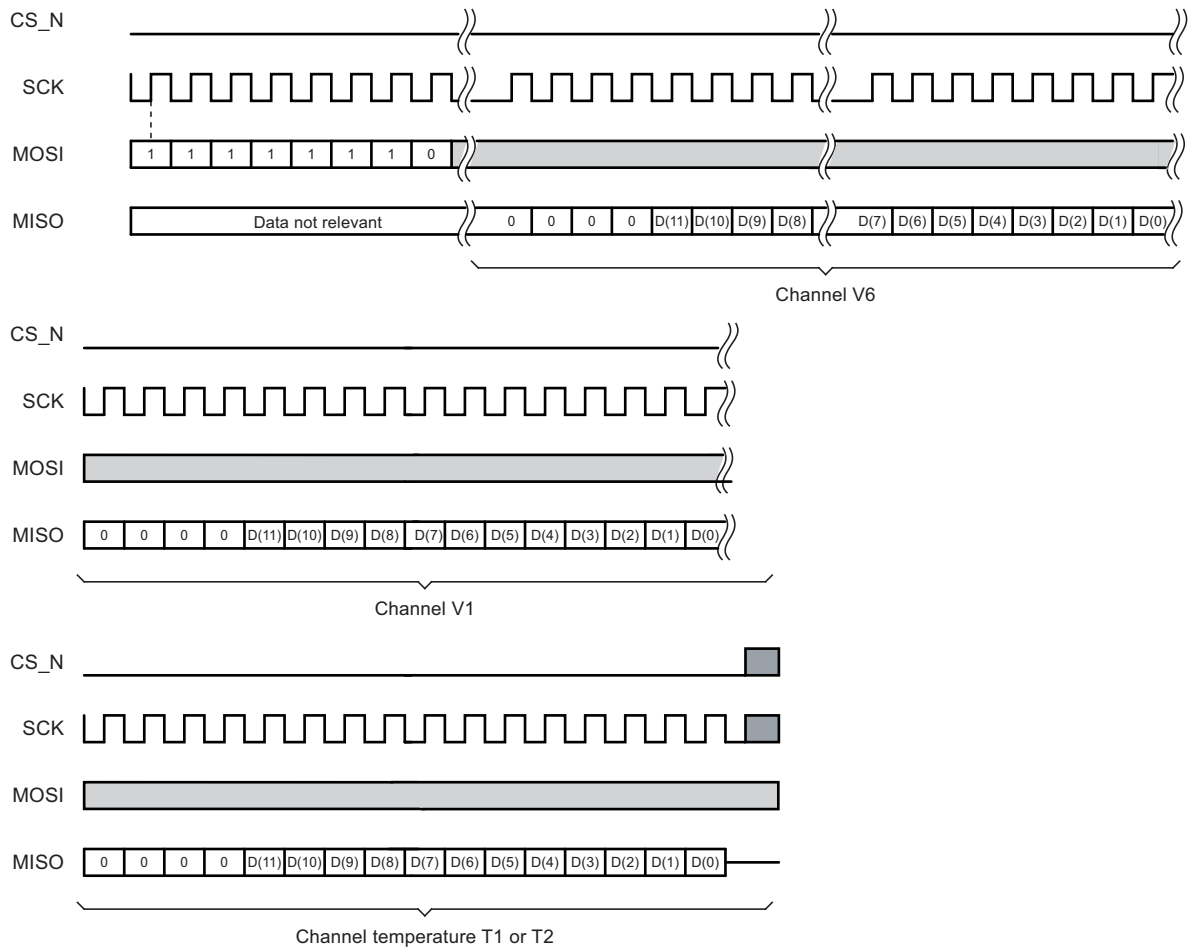 CS_N
SCK
MOSI 1 1 1 1 1 1 1 0
MISO Data not relevant 0 0 0 0 D(11) D(10) D(9) D(8) D(7) D(6) D(5) D(4) D(3) D(2) D(1) D(0)
Channel V6
CS_N
SCK
MOSI
MISO 0 0 0 0 D(11) D(10) D(9) D(8) D(7) D(6) D(5) D(4) D(3) D(2) D(1) D(0)
Channel V1
CS_N
SCK
MOSI
MISO 0 0 0 0 D(11) D(10) D(9) D(8) D(7) D(6) D(5) D(4) D(3) D(2) D(1) D(0)
Channel temperature T1 or T2